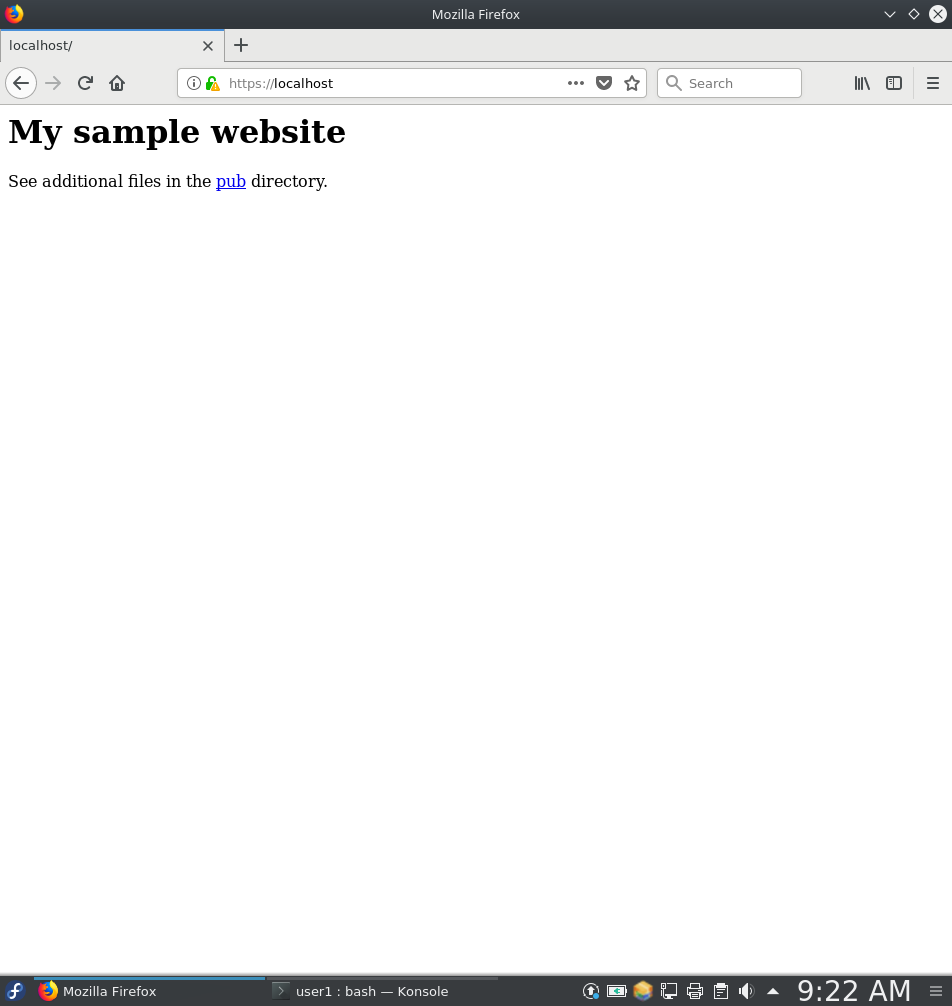 Mozilla Firefox
localhost/
https://localhost
Search
My sample website
See additional files in the pub directory.
Mozilla Firefox
user1 : bash — Konsole
9:22 AM